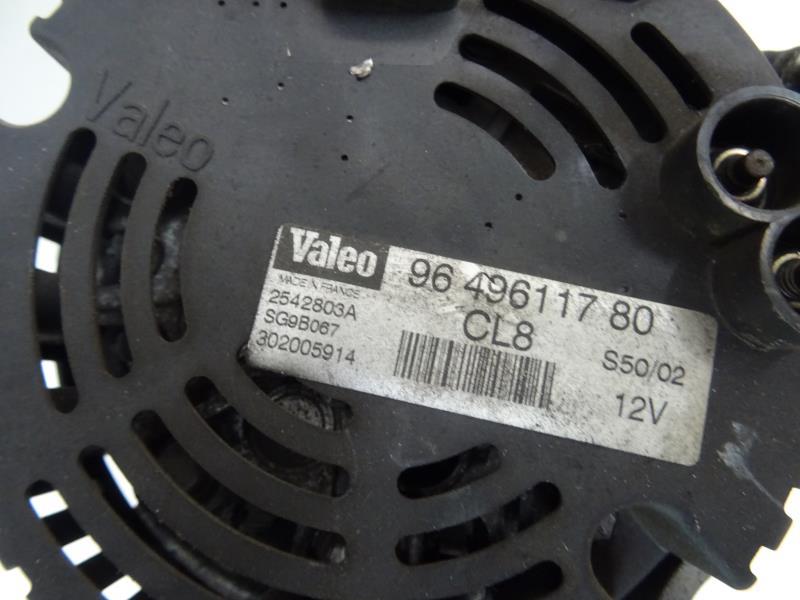 Valeo
Valeo
MADE IN FRANCE
96 496117 80
2542803A
CL8
SG9B067
S50/02
302005914
12V